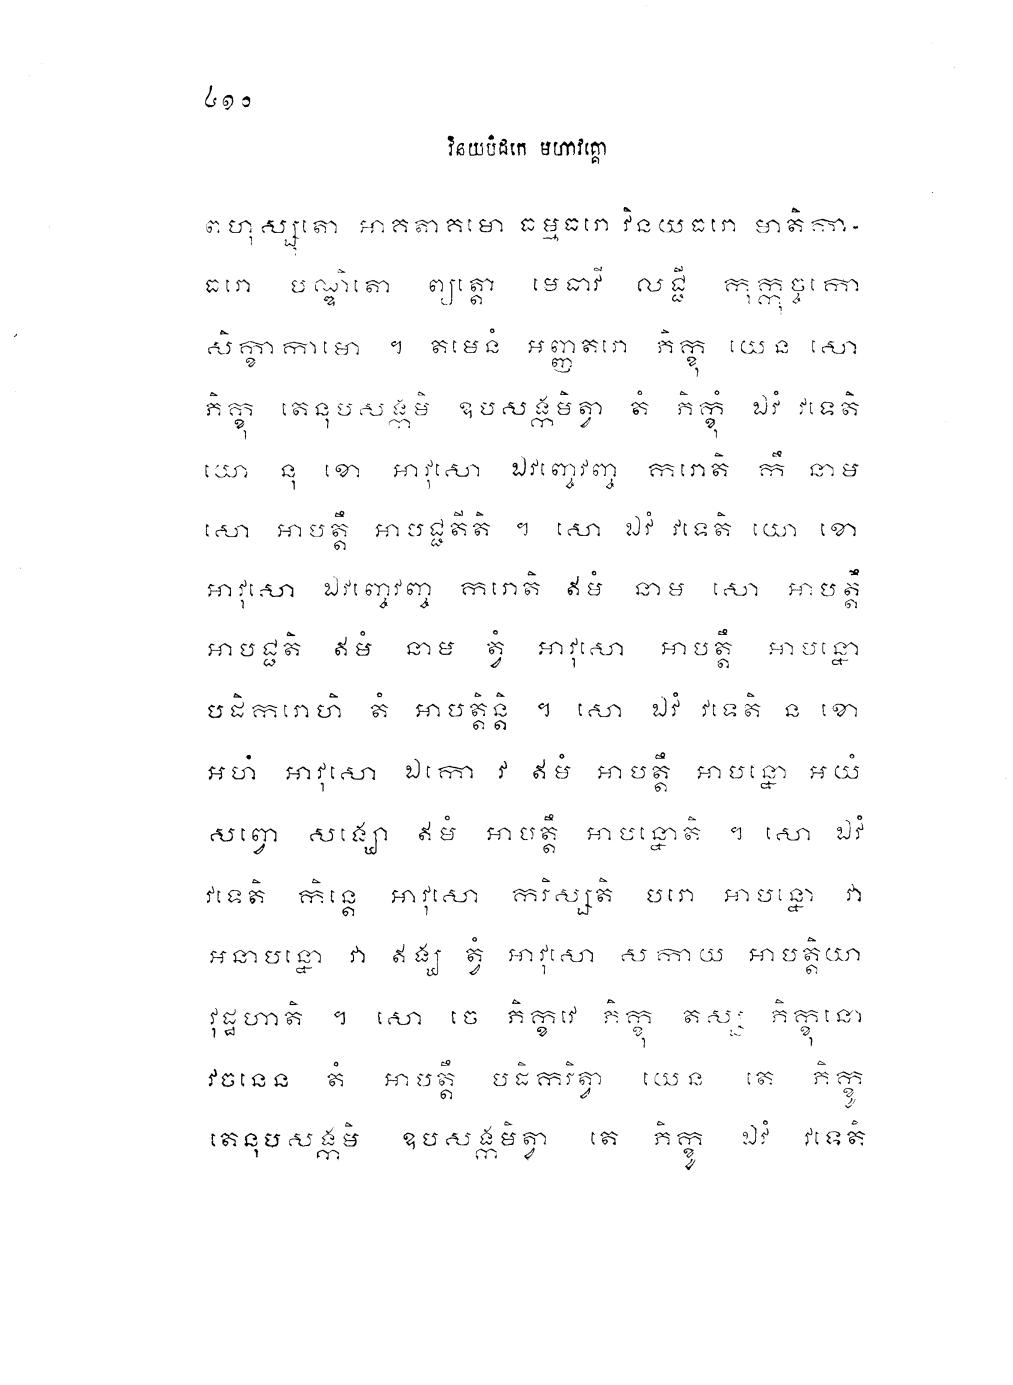 ៤១០
វិនយបិដកេ មហាវគ្គោ
ពហុស្សុតោ អាគតាគមោ ធម្មធរោ វិនយធរោ មាតិកា-
ធរោ បណ្ឌិតោ ព្យត្តោ មេធាវី លជ្ជី កុក្កុច្ចកោ
សិក្ខាកាមោ ។ តមេនំ អញ្ញតរោ ភិក្ខុ យេន សោ
ភិក្ខុ តេនុបសង្កមិ ឧបសង្កមិត្វា តំ ភិក្ខុំ ឯវំ វទេតិ
យោ នុ ខោ អាវុសោ ឯវញ្ចេវញ្ច ករោតិ កឹ នាម
សោ អាបត្តឹ អាបជ្ជតីតិ ។ សោ ឯវំ វទេតិ យោ ខោ
អាវុសោ ឯវញ្ចេវញ្ច ករោតិ ឥមំ នាម សោ អាបត្តឹ
អាបជ្ជតិ ឥមំ នាម ត្វំ អាវុសោ អាបត្តឹ អាបន្នោ
បដិករោហិ តំ អាបត្តិន្តិ ។ សោ ឯវំ វទេតិ ន ខោ
អហំ អាវុសោ ឯកោ វ ឥមំ អាបត្តឹ អាបន្នោ អយំ
សព្វោ សង្ឃោ ឥមំ អាបត្តឹ អាបន្នោតិ ។ សោ ឯវំ
វទេតិ កិន្តេ អាវុសោ ករិស្សតិ បរោ អាបន្នោ វា
អនាបន្នោ វា ឥង្ឃ ត្វំ អាវុសោ សកាយ អាបត្តិយា
វុដ្ឋហាតិ ។ សោ ចេ ភិក្ខវេ ភិក្ខុ តស្ស ភិក្ខុនោ
វចនេន តំ អាបត្តឹ បដិករិត្វា យេន តេ ភិក្ខូ
តេនុបសង្កមិ ឧបសង្កមិត្វា តេ ភិក្ខូ ឯវំ វទេតិ